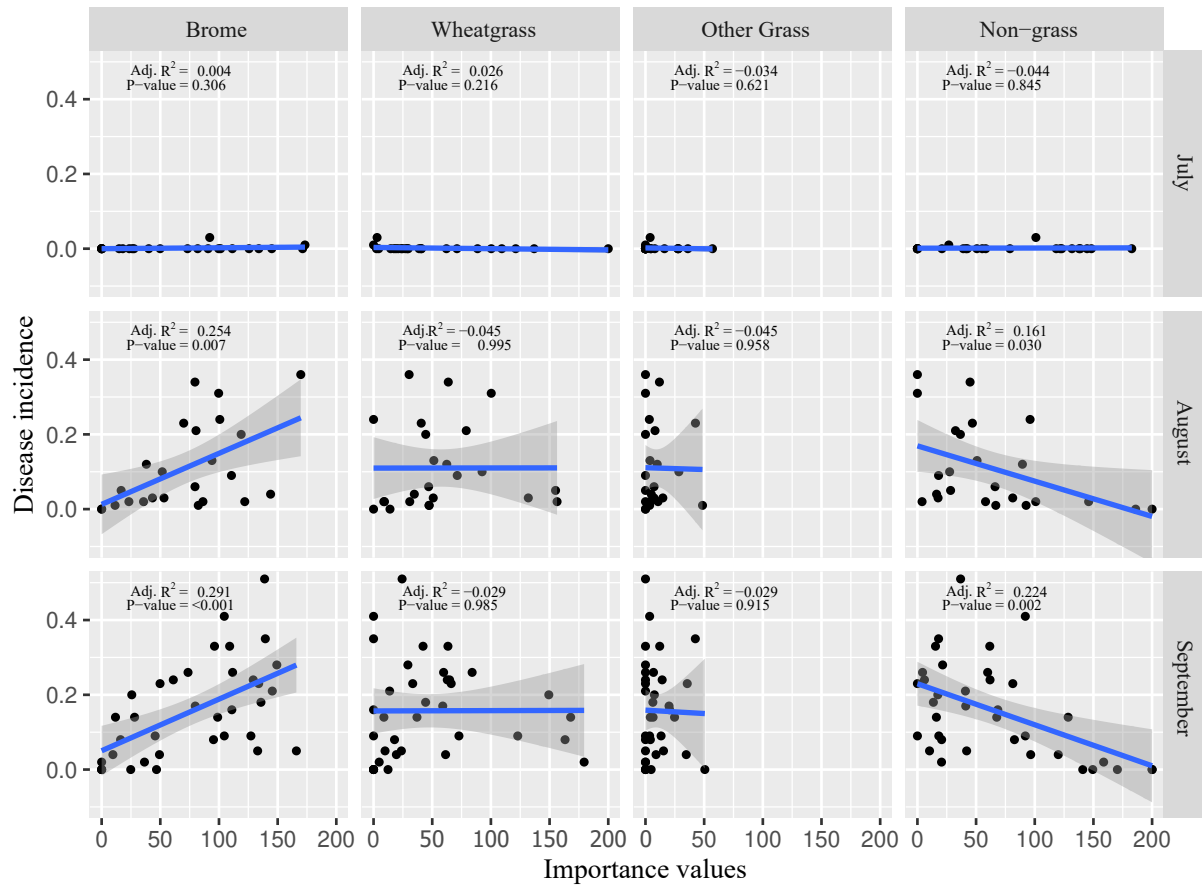 Brome Wheatgrass Other Grass Non−grass
Adj. R² = 0.004 Adj. R² = 0.026 Adj. R² = −0.034 Adj. R² = −0.044
P−value = 0.306 P−value = 0.216 P−value = 0.621 P−value = 0.845
0.4
0.2
0.0
July
Adj. R² = 0.254 Adj.R² = −0.045 Adj. R² = −0.045 Adj. R² = 0.161
P−value = 0.007 P−value = 0.995 P−value = 0.958 P−value = 0.030
0.4
0.2
0.0
August
Disease incidence
Adj. R² = 0.291 Adj. R² = −0.029 Adj. R² = −0.029 Adj. R² = 0.224
P−value = <0.001 P−value = 0.985 P−value = 0.915 P−value = 0.002
0.4
0.2
0.0
September
0 50 100 150 200 0 50 100 150 200 0 50 100 150 200 0 50 100 150 200
Importance values